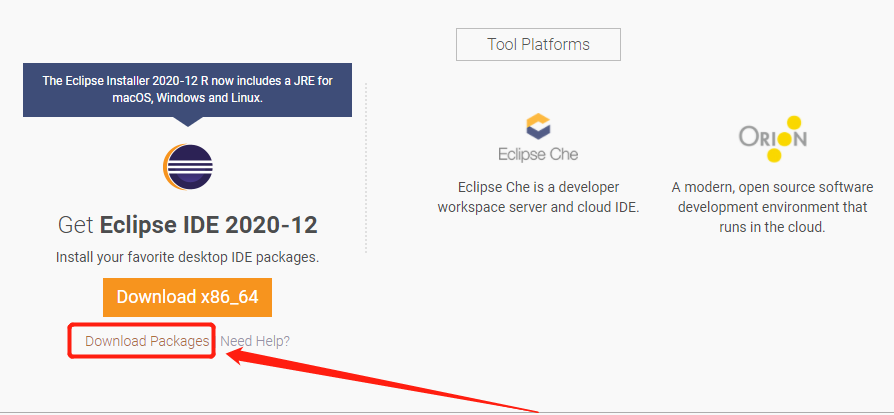 Tool Platforms
The Eclipse Installer 2020-12 R now includes a JRE for
macOS, Windows and Linux.
Get Eclipse IDE 2020-12
Install your favorite desktop IDE packages.
Download x86_64
Download Packages Need Help?
Eclipse Che
Eclipse Che is a developer
workspace server and cloud IDE.
ORION
A modern, open source software
development environment that
runs in the cloud.